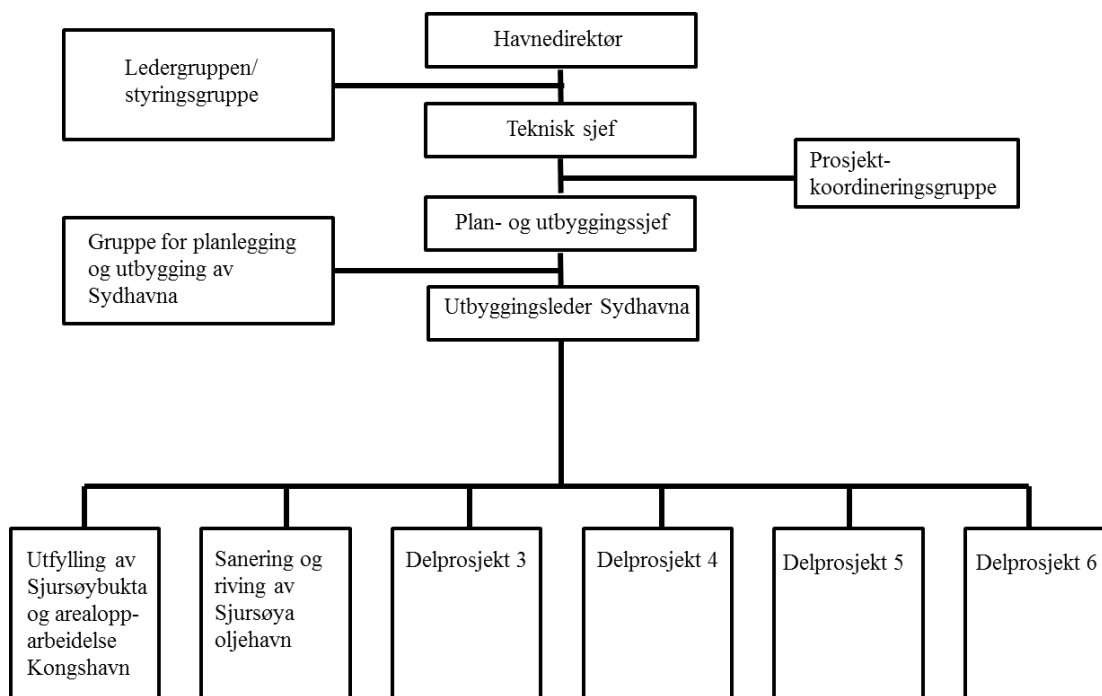 Havnedirektør
Ledergruppen/
styringsgruppe
Teknisk sjef
Prosjekt-
koordineringsgruppe
Plan- og utbyggingssjef
Gruppe for planlegging
og utbygging av
Sydhavna
Utbyggingsleder Sydhavna
Utfylling av
Sjursøybukta
og arealopp-
arbeidelse
Kongshavn
Sanering og
riving av
Sjursøya
oljehavn
Delprosjekt 3
Delprosjekt 4
Delprosjekt 5
Delprosjekt 6